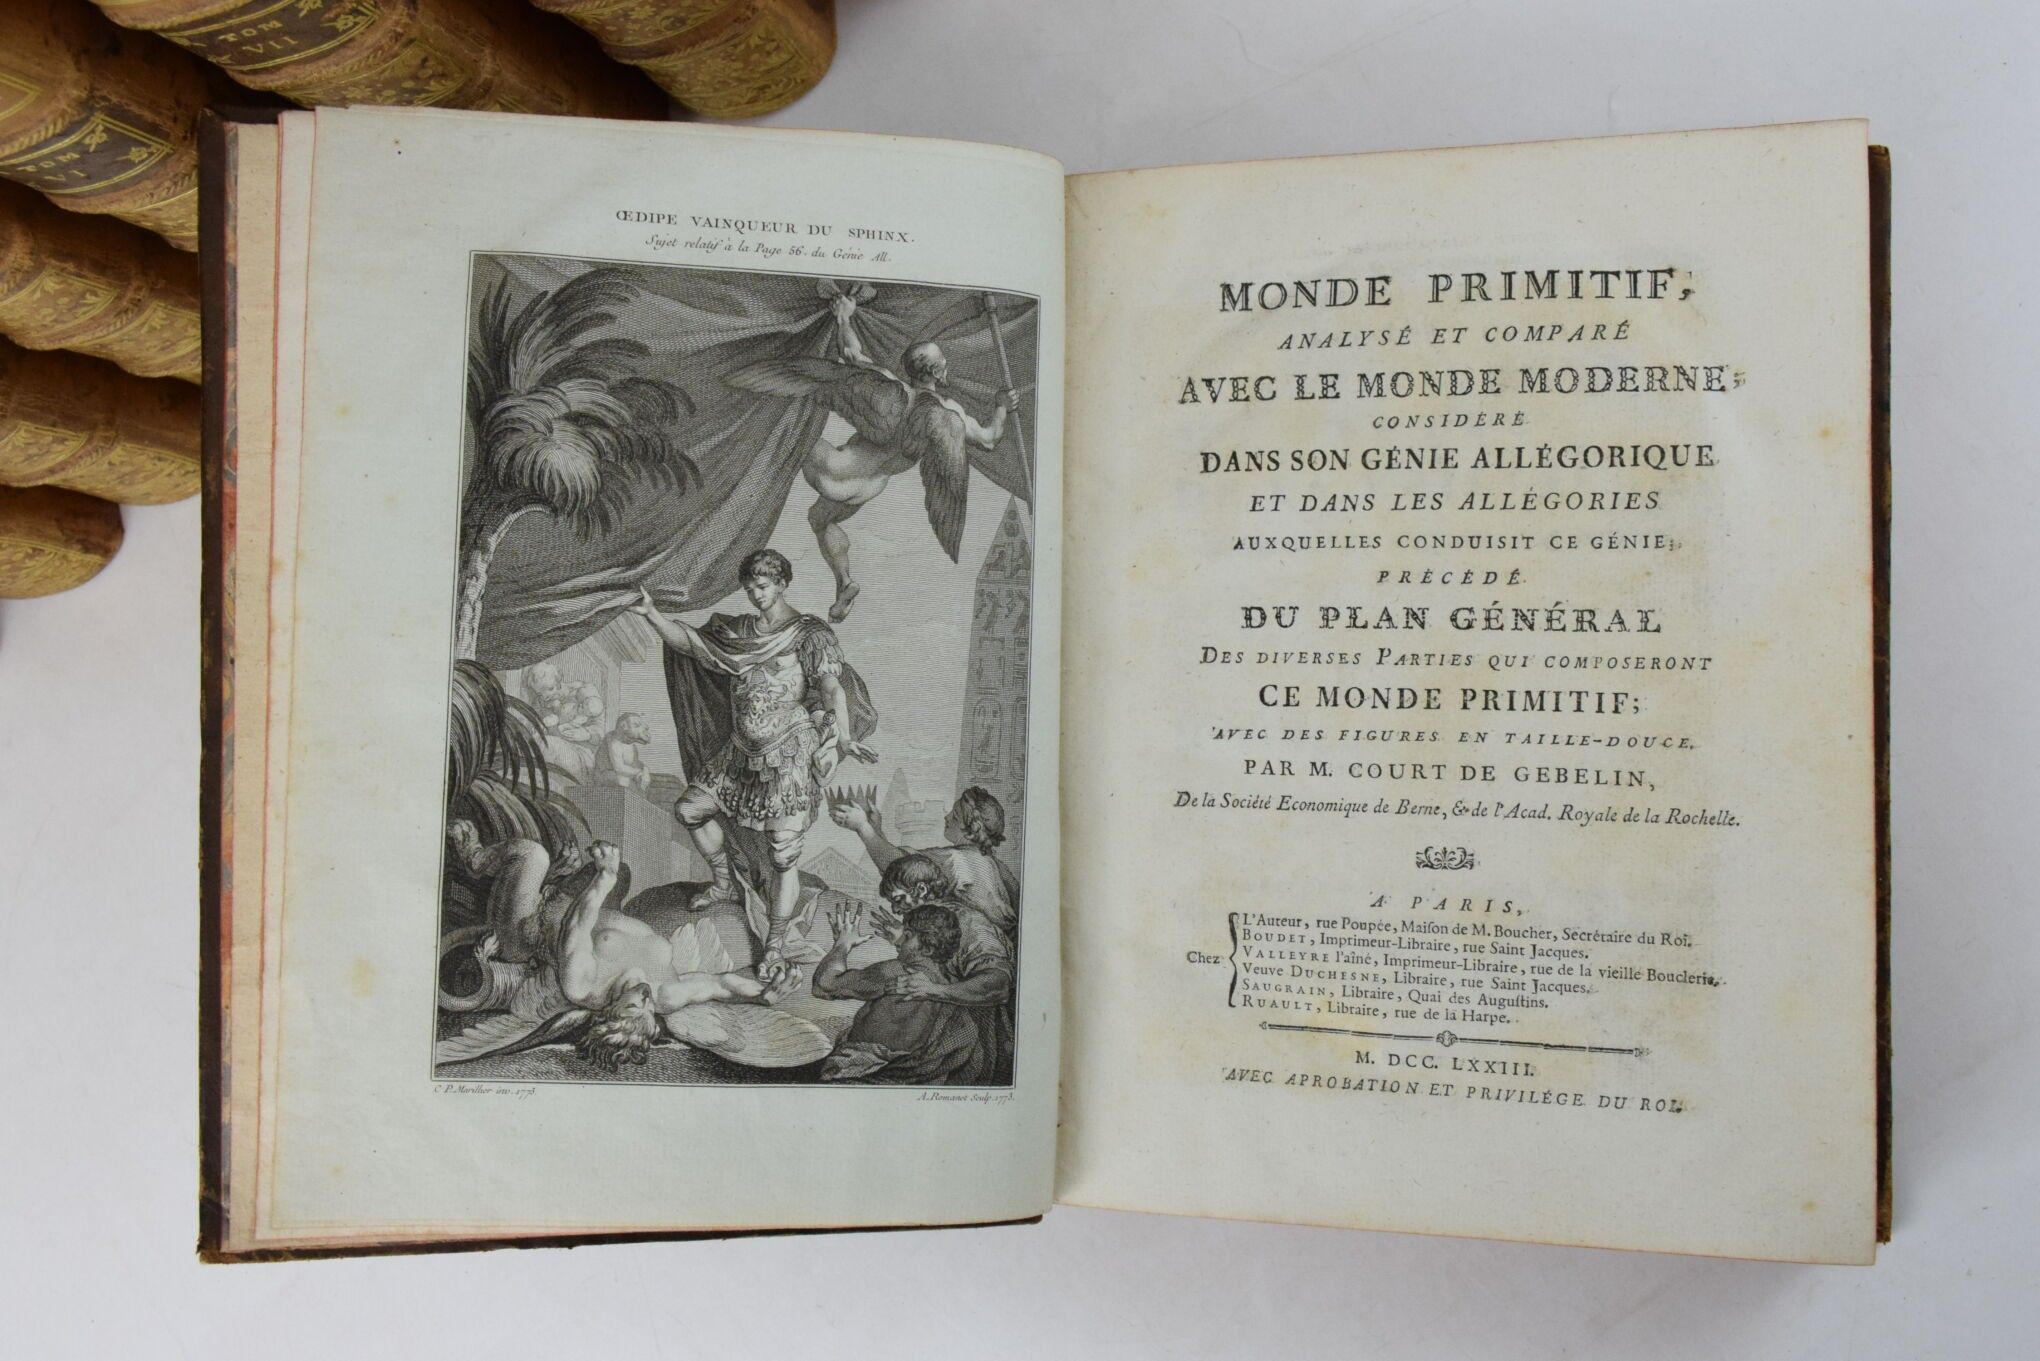 TOM
VII
TOM
VI
ŒDIPE VAINQUEUR DU SPHINX.
Sujet relatif à la Page 56. du Génie All.
C. P. Marillier inv. 1773.
A. Romanet Sculp. 1773.
MONDE PRIMITIF,
ANALYSÉ ET COMPARÉ
AVEC LE MONDE MODERNE;
CONSIDÉRÉ
DANS SON GÉNIE ALLÉGORIQUE
ET DANS LES ALLÉGORIES
AUXQUELLES CONDUISIT CE GÉNIE;
PRÉCÉDÉ
DU PLAN GÉNÉRAL
DES DIVERSES PARTIES QUI COMPOSERONT
CE MONDE PRIMITIF;
AVEC DES FIGURES EN TAILLE-DOUCE.
PAR M. COURT DE GEBELIN,
De la Société Economique de Berne, & de l'Acad. Royale de la Rochelle.
A PARIS,
Chez
L'Auteur, rue Poupée, Maiſon de M. Boucher, Secrétaire du Roi.
BOUDET, Imprimeur-Libraire, rue Saint Jacques.
VALLEYRE l'aîné, Imprimeur-Libraire, rue de la vieille Bouclerie.
Veuve DUCHESNE, Libraire, rue Saint Jacques.
SAUGRAIN, Libraire, Quai des Auguſtins.
RUAULT, Libraire, rue de la Harpe.
M. DCC. LXXIII.
AVEC APROBATION ET PRIVILÉGE DU ROI.